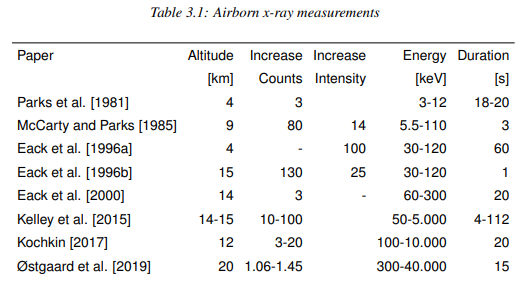 Table 3.1: Airborn x-ray measurements
Paper Altitude Increase Increase Energy Duration
[km] Counts Intensity [keV] [s]
Parks et al. [1981] 4 3 3-12 18-20
McCarty and Parks [1985] 9 80 14 5.5-110 3
Eack et al. [1996a] 4 - 100 30-120 60
Eack et al. [1996b] 15 130 25 30-120 1
Eack et al. [2000] 14 3 - 60-300 20
Kelley et al. [2015] 14-15 10-100 50-5.000 4-112
Kochkin [2017] 12 3-20 100-10.000 20
Østgaard et al. [2019] 20 1.06-1.45 300-40.000 15